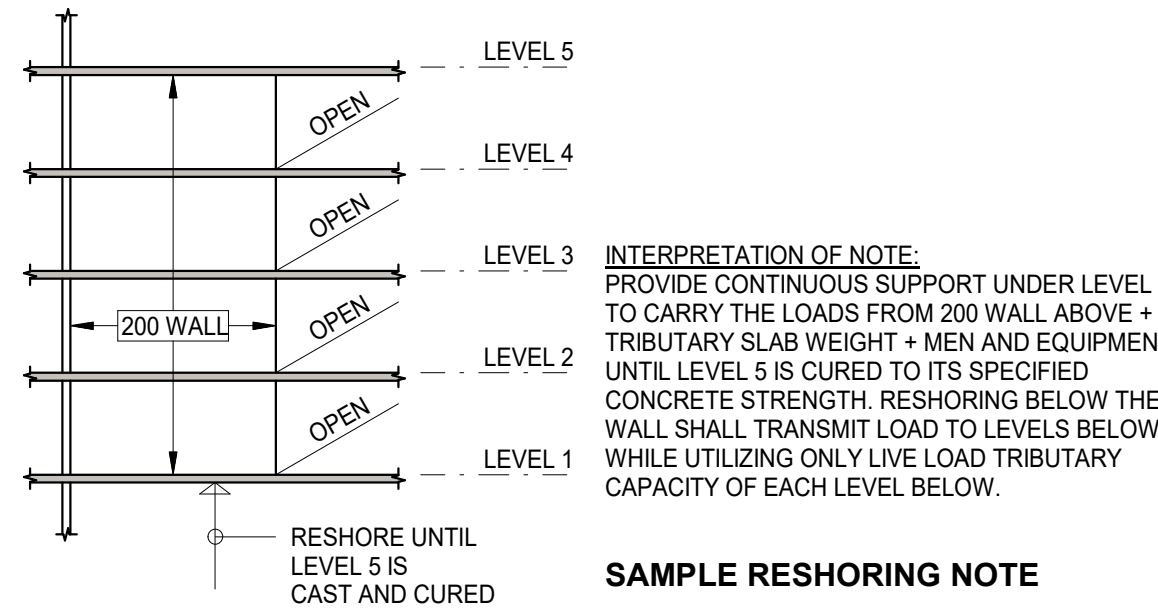 LEVEL 5
OPEN
LEVEL 4
OPEN
LEVEL 3
OPEN
200 WALL
LEVEL 2
OPEN
LEVEL 1
RESHORE UNTIL
LEVEL 5 IS
CAST AND CURED
INTERPRETATION OF NOTE:
PROVIDE CONTINUOUS SUPPORT UNDER LEVEL
TO CARRY THE LOADS FROM 200 WALL ABOVE +
TRIBUTARY SLAB WEIGHT + MEN AND EQUIPMEN
UNTIL LEVEL 5 IS CURED TO ITS SPECIFIED
CONCRETE STRENGTH. RESHORING BELOW THE
WALL SHALL TRANSMIT LOAD TO LEVELS BELOW
WHILE UTILIZING ONLY LIVE LOAD TRIBUTARY
CAPACITY OF EACH LEVEL BELOW.
SAMPLE RESHORING NOTE